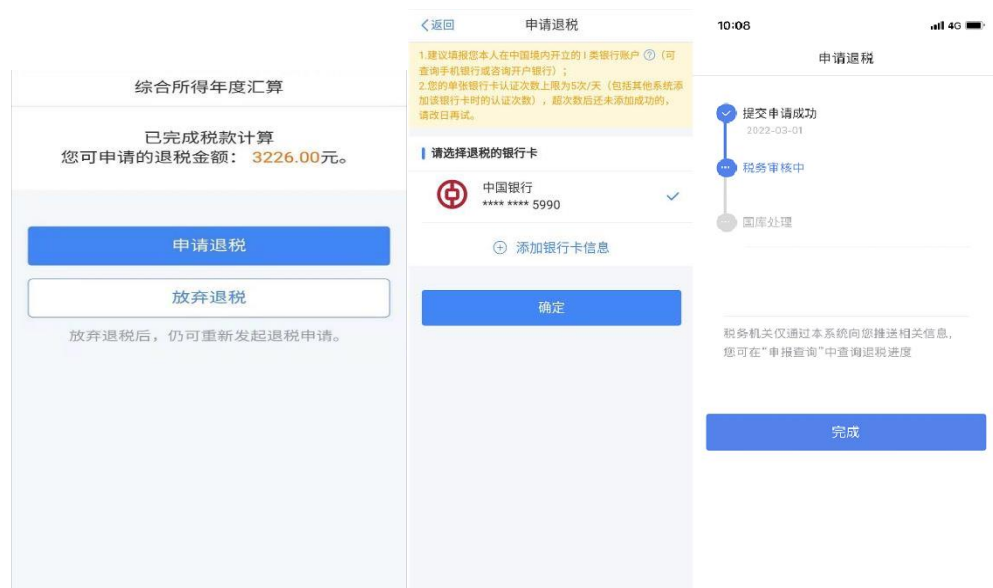 综合所得年度汇算
已完成税款计算
您可申请的退税金额： 3226.00元。
申请退税
放弃退税
放弃退税后，仍可重新发起退税申请。
返回
申请退税
1.建议填报您本人在中国境内开立的 I 类银行账户 ?（可
查询手机银行或咨询开户银行）；
2.您的单张银行卡认证次数上限为5次/天（包括其他系统添
加该银行卡时的认证次数），超次数后还未添加成功的，
请改日再试。
请选择退税的银行卡
中国银行
**** **** 5990
添加银行卡信息
确定
10:08
4G
申请退税
提交申请成功
2022-03-01
税务审核中
国库处理
税务机关仅通过本系统向您推送相关信息，
您可在“申报查询”中查询退税进度
完成